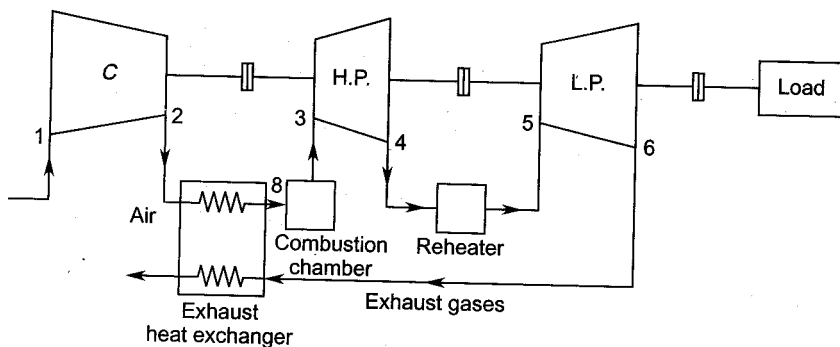 C
H.P.
L.P.
Load
1
2
3
4
5
6
8
Air
Combustion
chamber
Reheater
Exhaust gases
Exhaust
heat exchanger